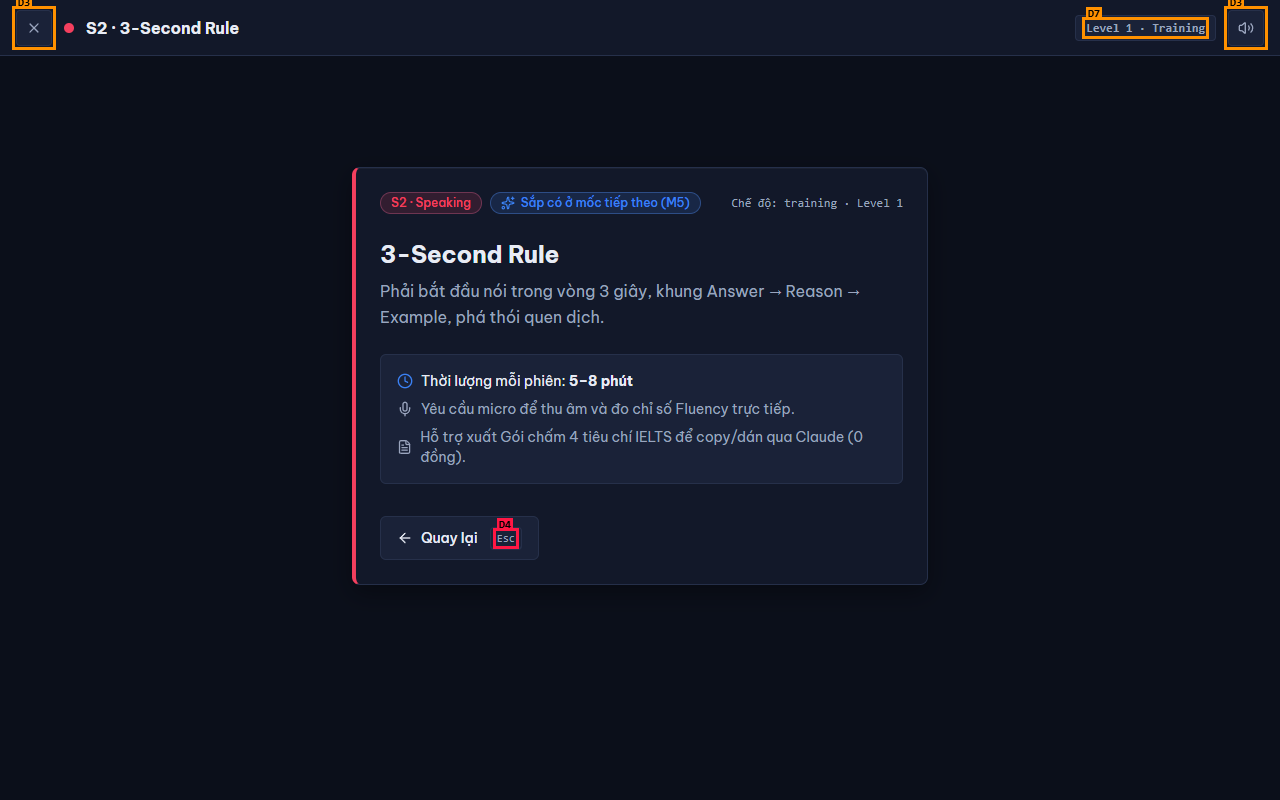 D3
S2 · 3-Second Rule
D7
Level 1 · Training
D3
S2 · Speaking
Sắp có ở mốc tiếp theo (M5)
Chế độ: training · Level 1
3-Second Rule
Phải bắt đầu nói trong vòng 3 giây, khung Answer → Reason →
Example, phá thói quen dịch.
Thời lượng mỗi phiên: 5–8 phút
Yêu cầu micro để thu âm và đo chỉ số Fluency trực tiếp.
Hỗ trợ xuất Gói chấm 4 tiêu chí IELTS để copy/dán qua Claude (0
đồng).
D4
Quay lại
Esc